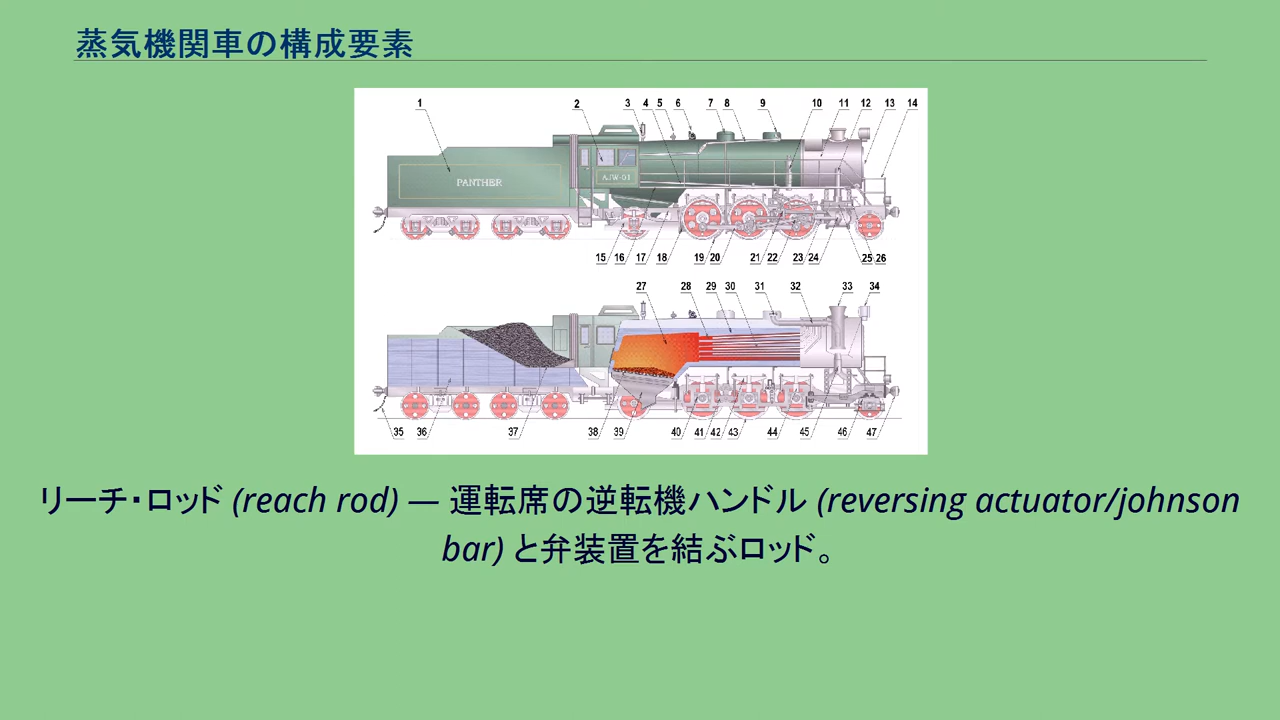 蒸気機関車の構成要素
1 2 3 4 5 6 7 8 9 10 11 12 13 14
PANTHER
AJW-01
15 16 17 18 19 20 21 22 23 24 25 26
27 28 29 30 31 32 33 34
35 36 37 38 39 40 41 42 43 44 45 46 47
リーチ・ロッド (reach rod) — 運転席の逆転機ハンドル (reversing actuator/johnson
bar) と弁装置を結ぶロッド。